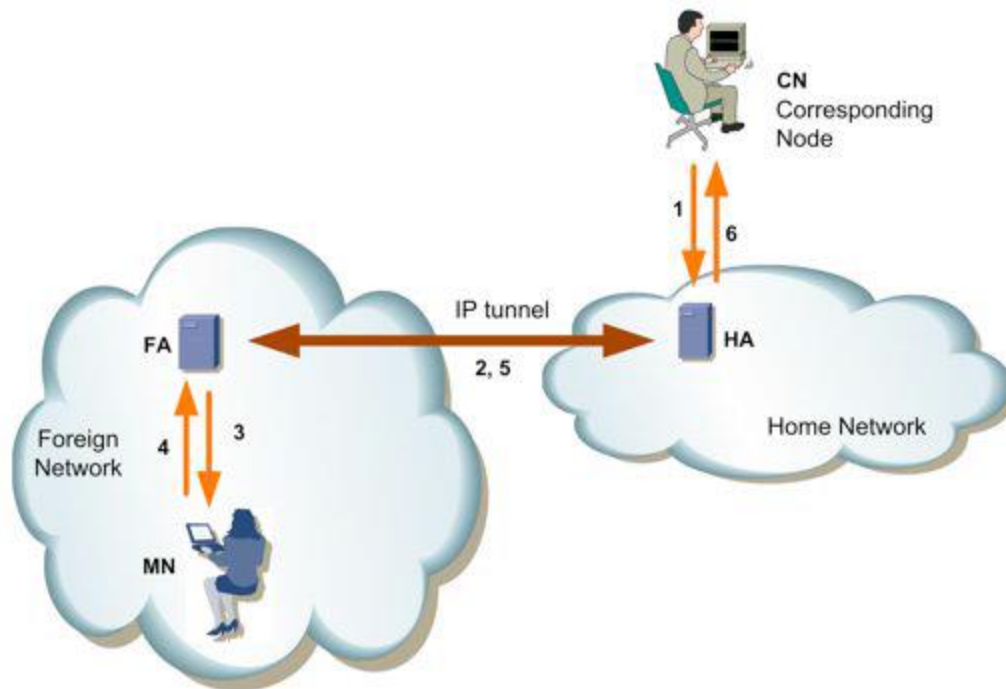 CN
Corresponding
Node
1
6
IP tunnel
FA
HA
2, 5
Foreign
Network
4
3
Home Network
MN